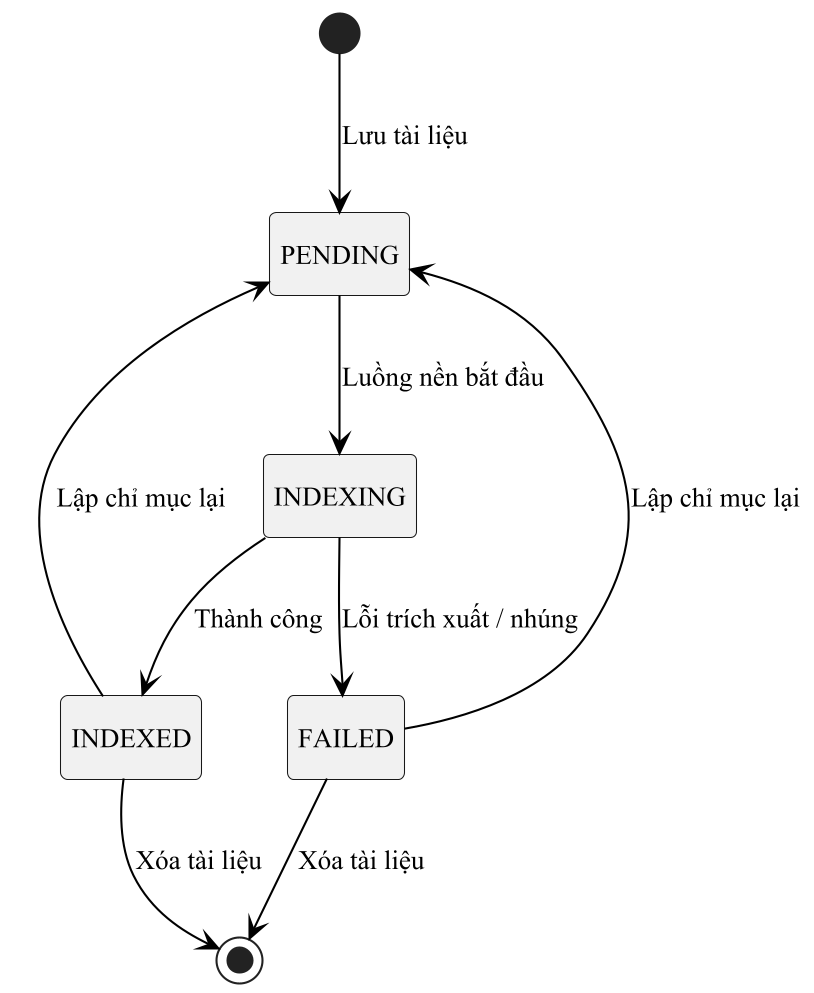 Lưu tài liệu
PENDING
Luồng nền bắt đầu
Lập chỉ mục lại
INDEXING
Lập chỉ mục lại
Thành công
Lỗi trích xuất / nhúng
INDEXED
FAILED
Xóa tài liệu
Xóa tài liệu